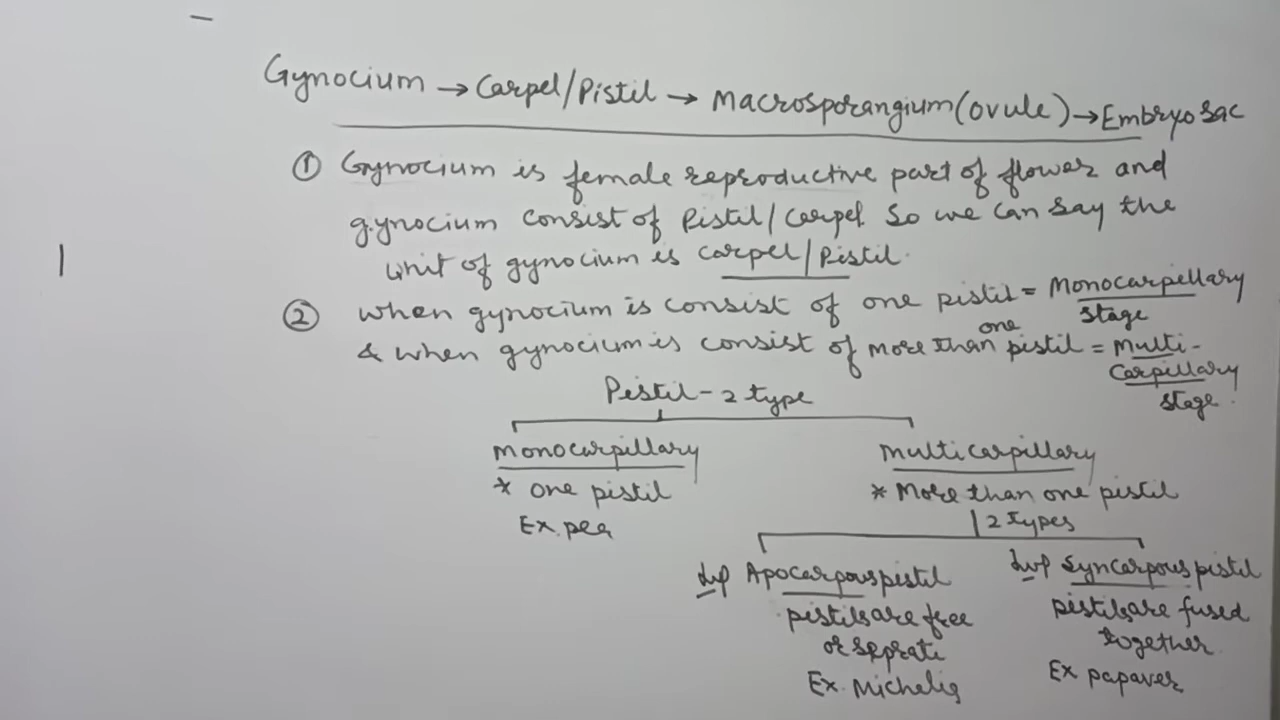 Gynocium → Carpel/Pistil → Macrosporangium (ovule) → Embryo sac
① Gynocium is female reproductive part of flower and
gynocium consist of Pistil/Carpel. So we can say the
unit of gynocium is carpel/Pistil.
② when gynocium is consist of one pistil = Monocarpillary
stage
& when gynocium is consist of more than one pistil = Multi-
Carpillary
stage.
Pistil - 2 type
Monocarpillary
* one pistil
Ex. pea
Multicarpillary
* More than one pistil
2 types
Imp Apocarpous pistil
pistils are free
or seprate
Ex. Michelia
Imp Syncarpous pistil
pistils are fused
together.
Ex papaver